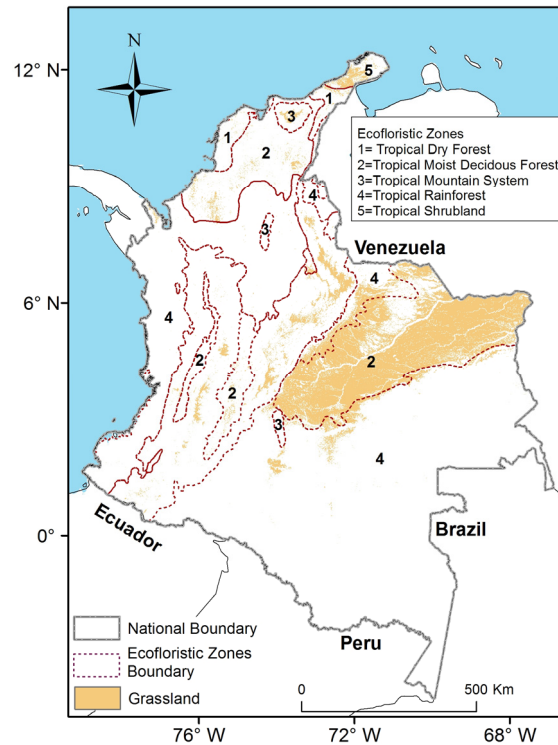 N
12° N
5
1
3
1
2
Ecofloristic Zones
1= Tropical Dry Forest
2=Tropical Moist Decidous Forest
3=Tropical Mountain System
4=Tropical Rainforest
5=Tropical Shrubland
4
3
Venezuela
4
6° N
4
2
2
2
3
4
Ecuador
0°
Brazil
National Boundary
Peru
Ecofloristic Zones
Boundary
0
500 Km
Grassland
76° W
72° W
68° W